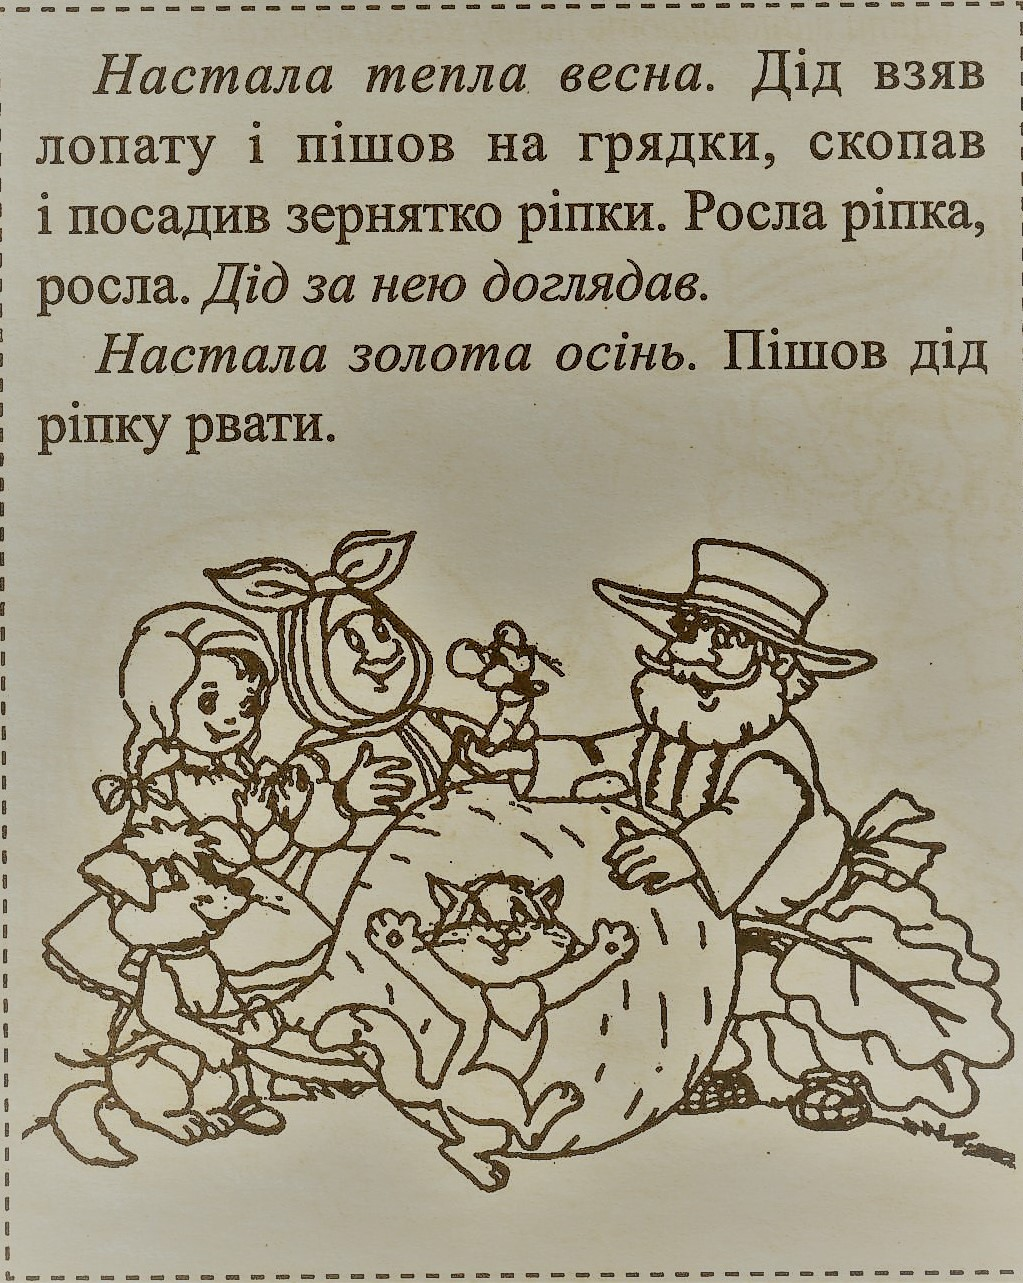 Настала тепла весна. Дід взяв
лопату і пішов на грядки, скопав
і посадив зернятко ріпки. Росла ріпка,
росла. Дід за нею доглядав.
Настала золота осінь. Пішов дід
ріпку рвати.